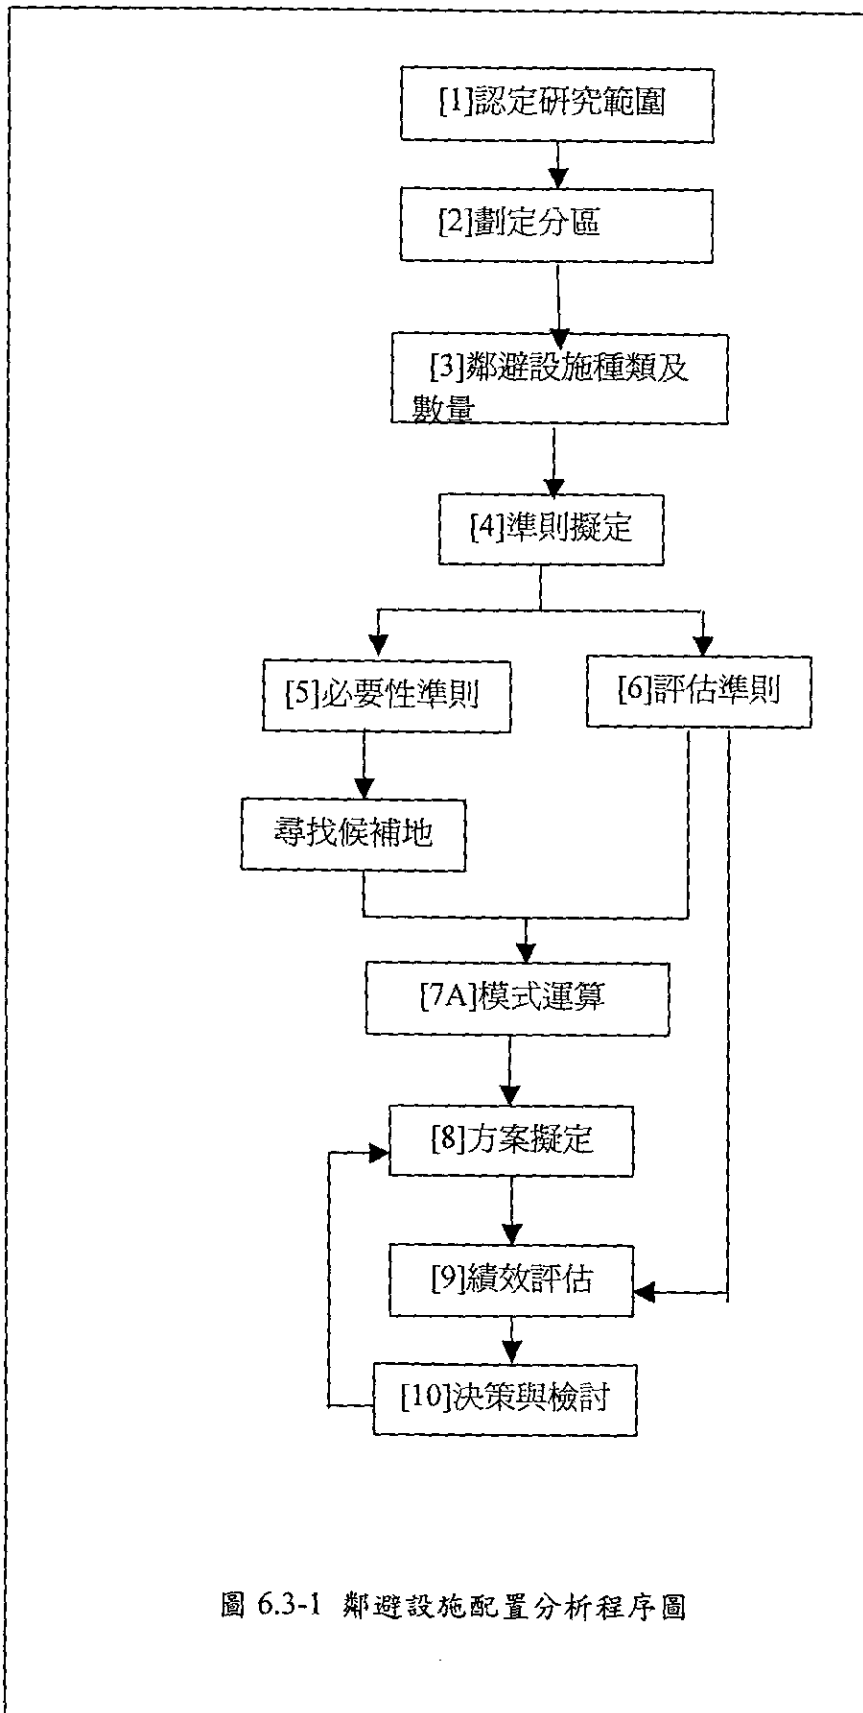 [1]認定研究範圍
[2]劃定分區
[3]鄰避設施種類及
數量
[4]準則擬定
[5]必要性準則
[6]評估準則
尋找候補地
[7A]模式運算
[8]方案擬定
[9]績效評估
[10]決策與檢討
圖 6.3-1 鄰避設施配置分析程序圖